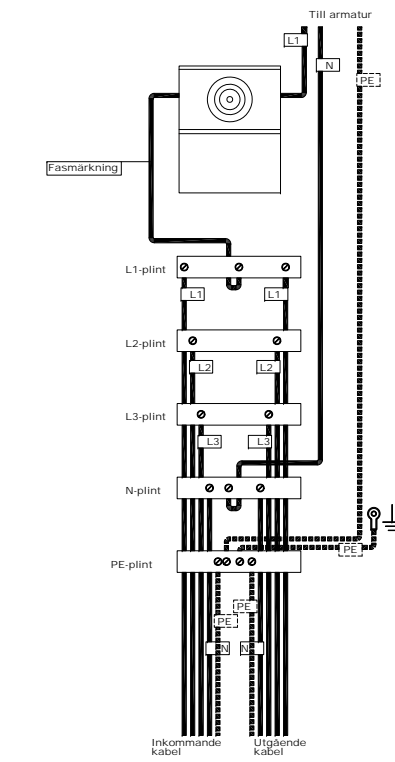 Till armatur
L1
N
PE
Fasmärkning
L1-plint
L1
L1
L2-plint
L2
L2
L3-plint
L3
L3
N-plint
PE
PE-plint
PE
PE
N
N
Inkommande
kabel
Utgående
kabel